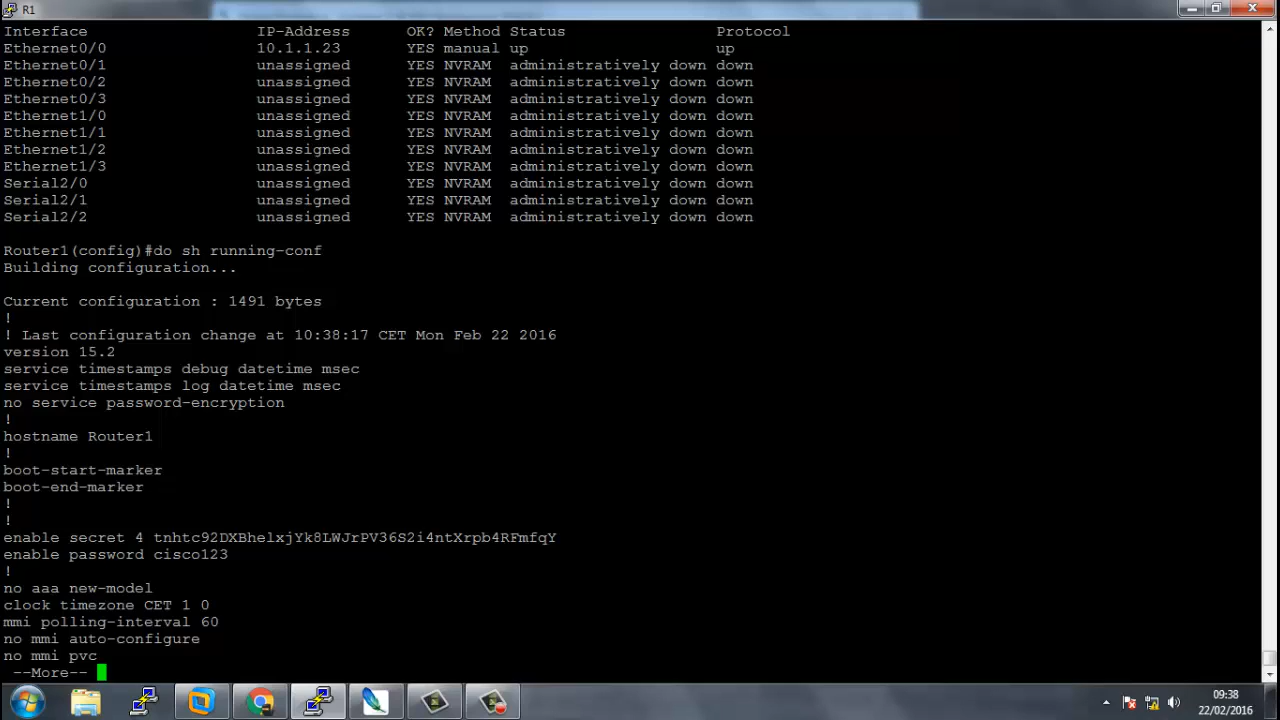 R1
Interface IP-Address OK? Method Status Protocol
Ethernet0/0 10.1.1.23 YES manual up up
Ethernet0/1 unassigned YES NVRAM administratively down down
Ethernet0/2 unassigned YES NVRAM administratively down down
Ethernet0/3 unassigned YES NVRAM administratively down down
Ethernet1/0 unassigned YES NVRAM administratively down down
Ethernet1/1 unassigned YES NVRAM administratively down down
Ethernet1/2 unassigned YES NVRAM administratively down down
Ethernet1/3 unassigned YES NVRAM administratively down down
Serial2/0 unassigned YES NVRAM administratively down down
Serial2/1 unassigned YES NVRAM administratively down down
Serial2/2 unassigned YES NVRAM administratively down down
Router1(config)#do sh running-conf
Building configuration...
Current configuration : 1491 bytes
!
! Last configuration change at 10:38:17 CET Mon Feb 22 2016
version 15.2
service timestamps debug datetime msec
service timestamps log datetime msec
no service password-encryption
!
hostname Router1
!
boot-start-marker
boot-end-marker
!
!
enable secret 4 tnhtc92DXBhelxjYk8LWJrPV36S2i4ntXrpb4RFmfqY
enable password cisco123
!
no aaa new-model
clock timezone CET 1 0
mmi polling-interval 60
no mmi auto-configure
no mmi pvc
--More--
09:38
22/02/2016